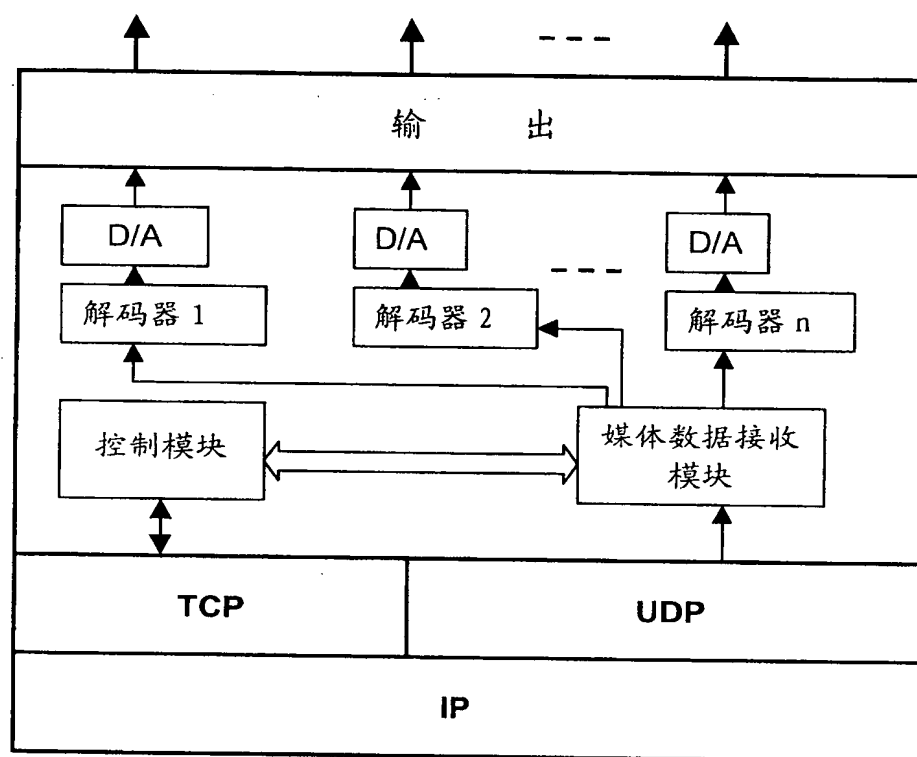 输 出
D/A
D/A
D/A
解码器 1
解码器 2
解码器 n
控制模块
媒体数据接收
模块
TCP
UDP
IP